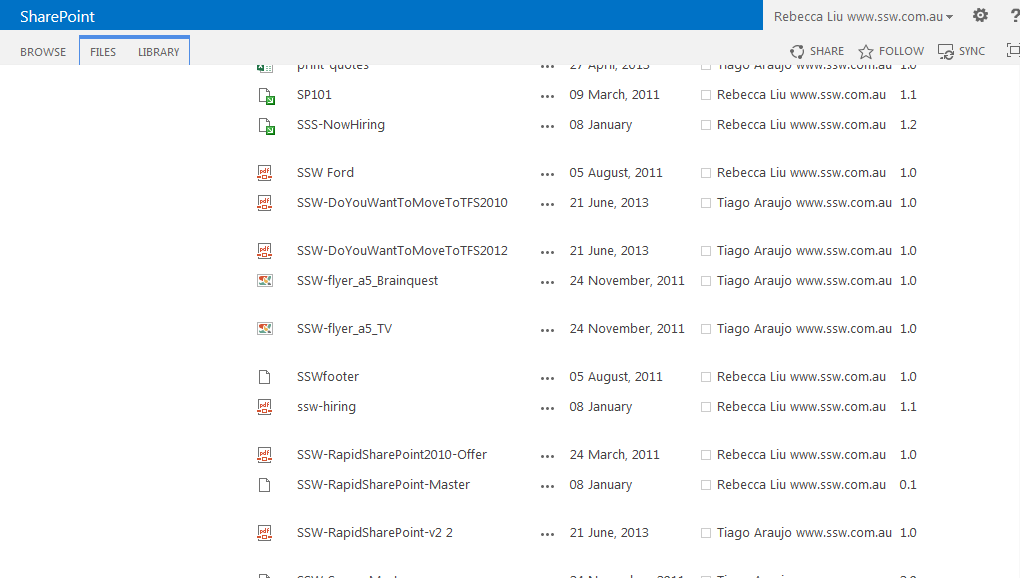 SharePoint Rebecca Liu www.ssw.com.au ?
BROWSE FILES LIBRARY SHARE FOLLOW SYNC
print-quotes ... 27 April, 2013 Tiago Araujo www.ssw.com.au 1.0
SP101 ... 09 March, 2011 Rebecca Liu www.ssw.com.au 1.1
SSS-NowHiring ... 08 January Rebecca Liu www.ssw.com.au 1.2
SSW Ford ... 05 August, 2011 Rebecca Liu www.ssw.com.au 1.0
SSW-DoYouWantToMoveToTFS2010 ... 21 June, 2013 Tiago Araujo www.ssw.com.au 1.0
SSW-DoYouWantToMoveToTFS2012 ... 21 June, 2013 Tiago Araujo www.ssw.com.au 1.0
SSW-flyer_a5_Brainquest ... 24 November, 2011 Tiago Araujo www.ssw.com.au 1.0
SSW-flyer_a5_TV ... 24 November, 2011 Tiago Araujo www.ssw.com.au 1.0
SSWfooter ... 05 August, 2011 Rebecca Liu www.ssw.com.au 1.0
ssw-hiring ... 08 January Rebecca Liu www.ssw.com.au 1.1
SSW-RapidSharePoint2010-Offer ... 24 March, 2011 Rebecca Liu www.ssw.com.au 1.0
SSW-RapidSharePoint-Master ... 08 January Rebecca Liu www.ssw.com.au 0.1
SSW-RapidSharePoint-v2 2 ... 21 June, 2013 Tiago Araujo www.ssw.com.au 1.0